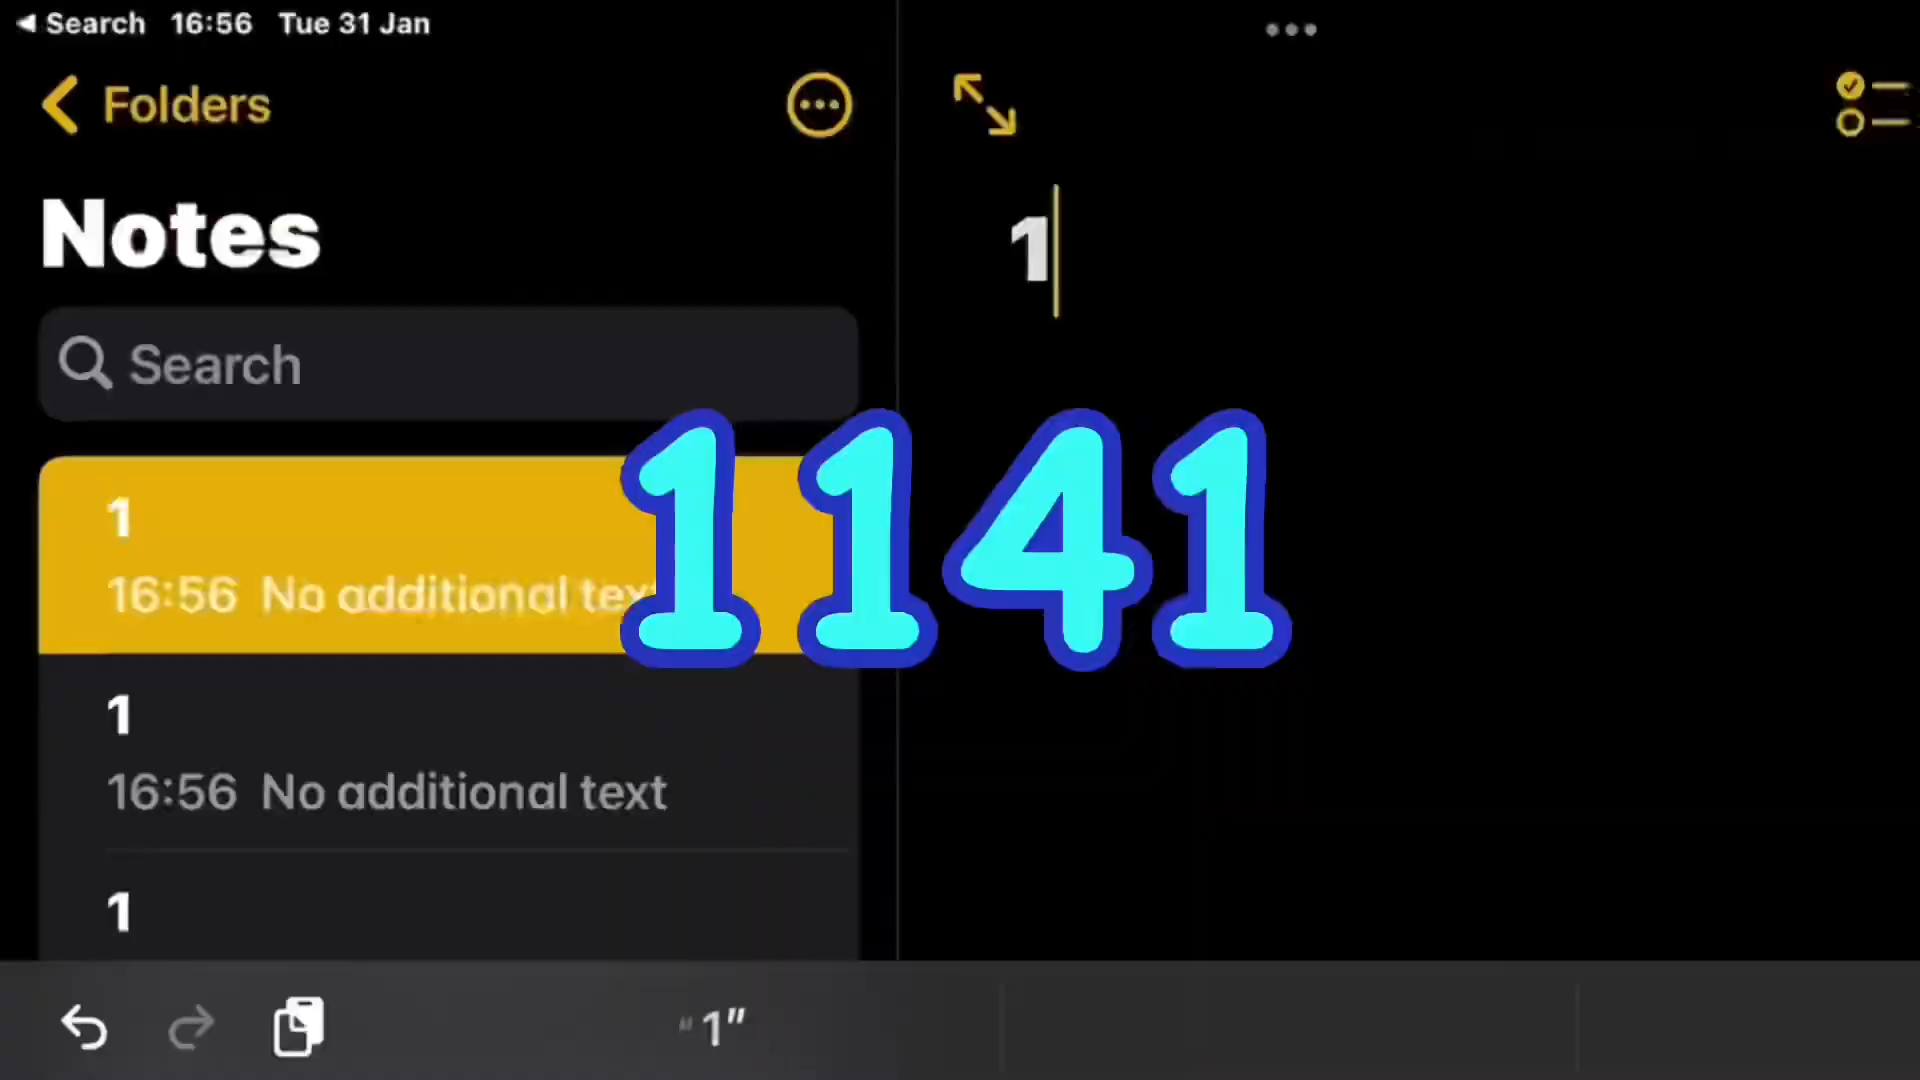 Search 16:56 Tue 31 Jan
Folders
Notes
Search
1
16:56 No additional text
1
16:56 No additional text
1
1
1141
"1"